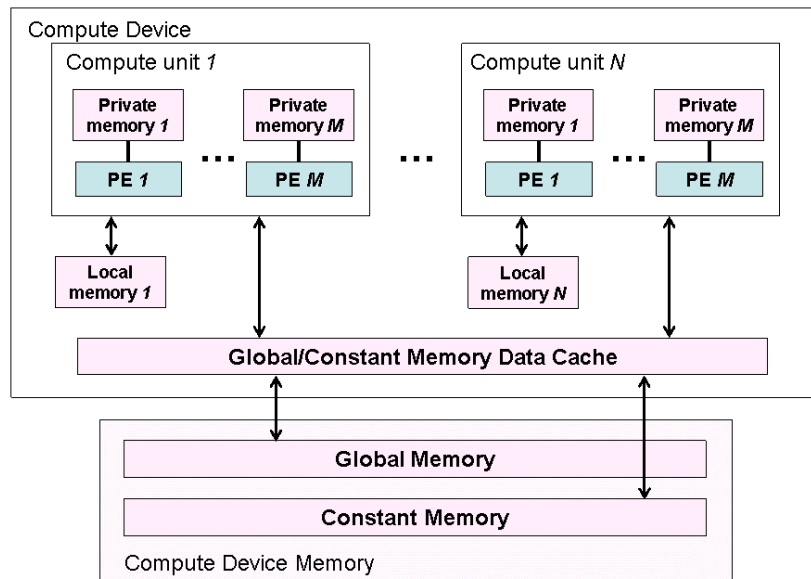 Compute Device
Compute unit 1
Compute unit N
Private
memory 1
Private
memory M
Private
memory 1
Private
memory M
PE 1
PE M
PE 1
PE M
Local
memory 1
Local
memory N
Global/Constant Memory Data Cache
Global Memory
Constant Memory
Compute Device Memory